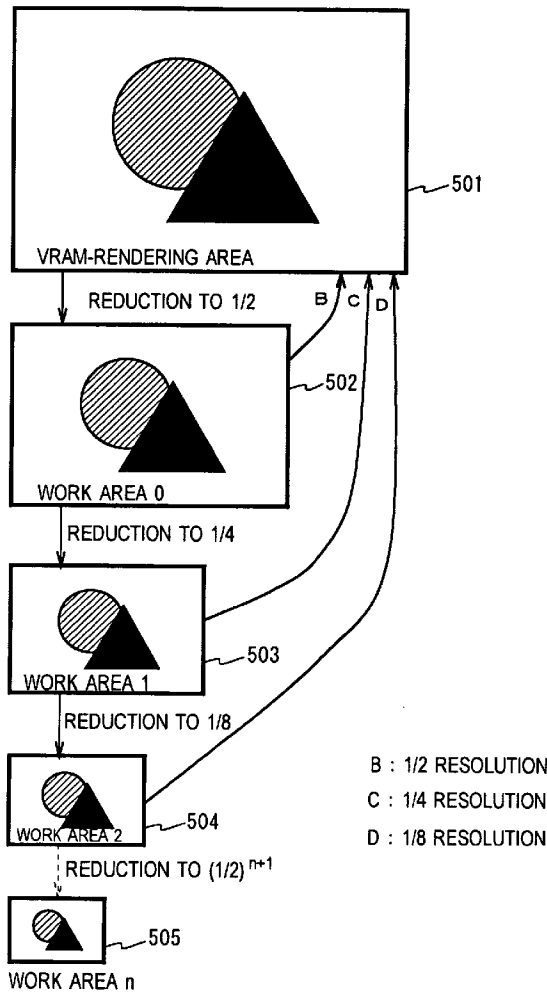 501
VRAM-RENDERING AREA
REDUCTION TO 1/2
B
C
D
502
WORK AREA 0
REDUCTION TO 1/4
503
WORK AREA 1
REDUCTION TO 1/8
B : 1/2 RESOLUTION
C : 1/4 RESOLUTION
D : 1/8 RESOLUTION
504
WORK AREA 2
REDUCTION TO (1/2)^n+1
505
WORK AREA n